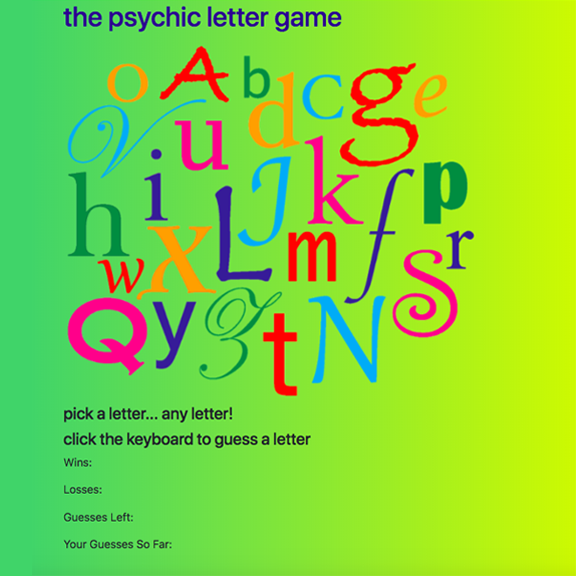 the psychic letter game
o A b d c g e
V u
h i L J k f p
w x m S r
Q y Z t N
pick a letter... any letter!
click the keyboard to guess a letter
Wins:
Losses:
Guesses Left:
Your Guesses So Far: